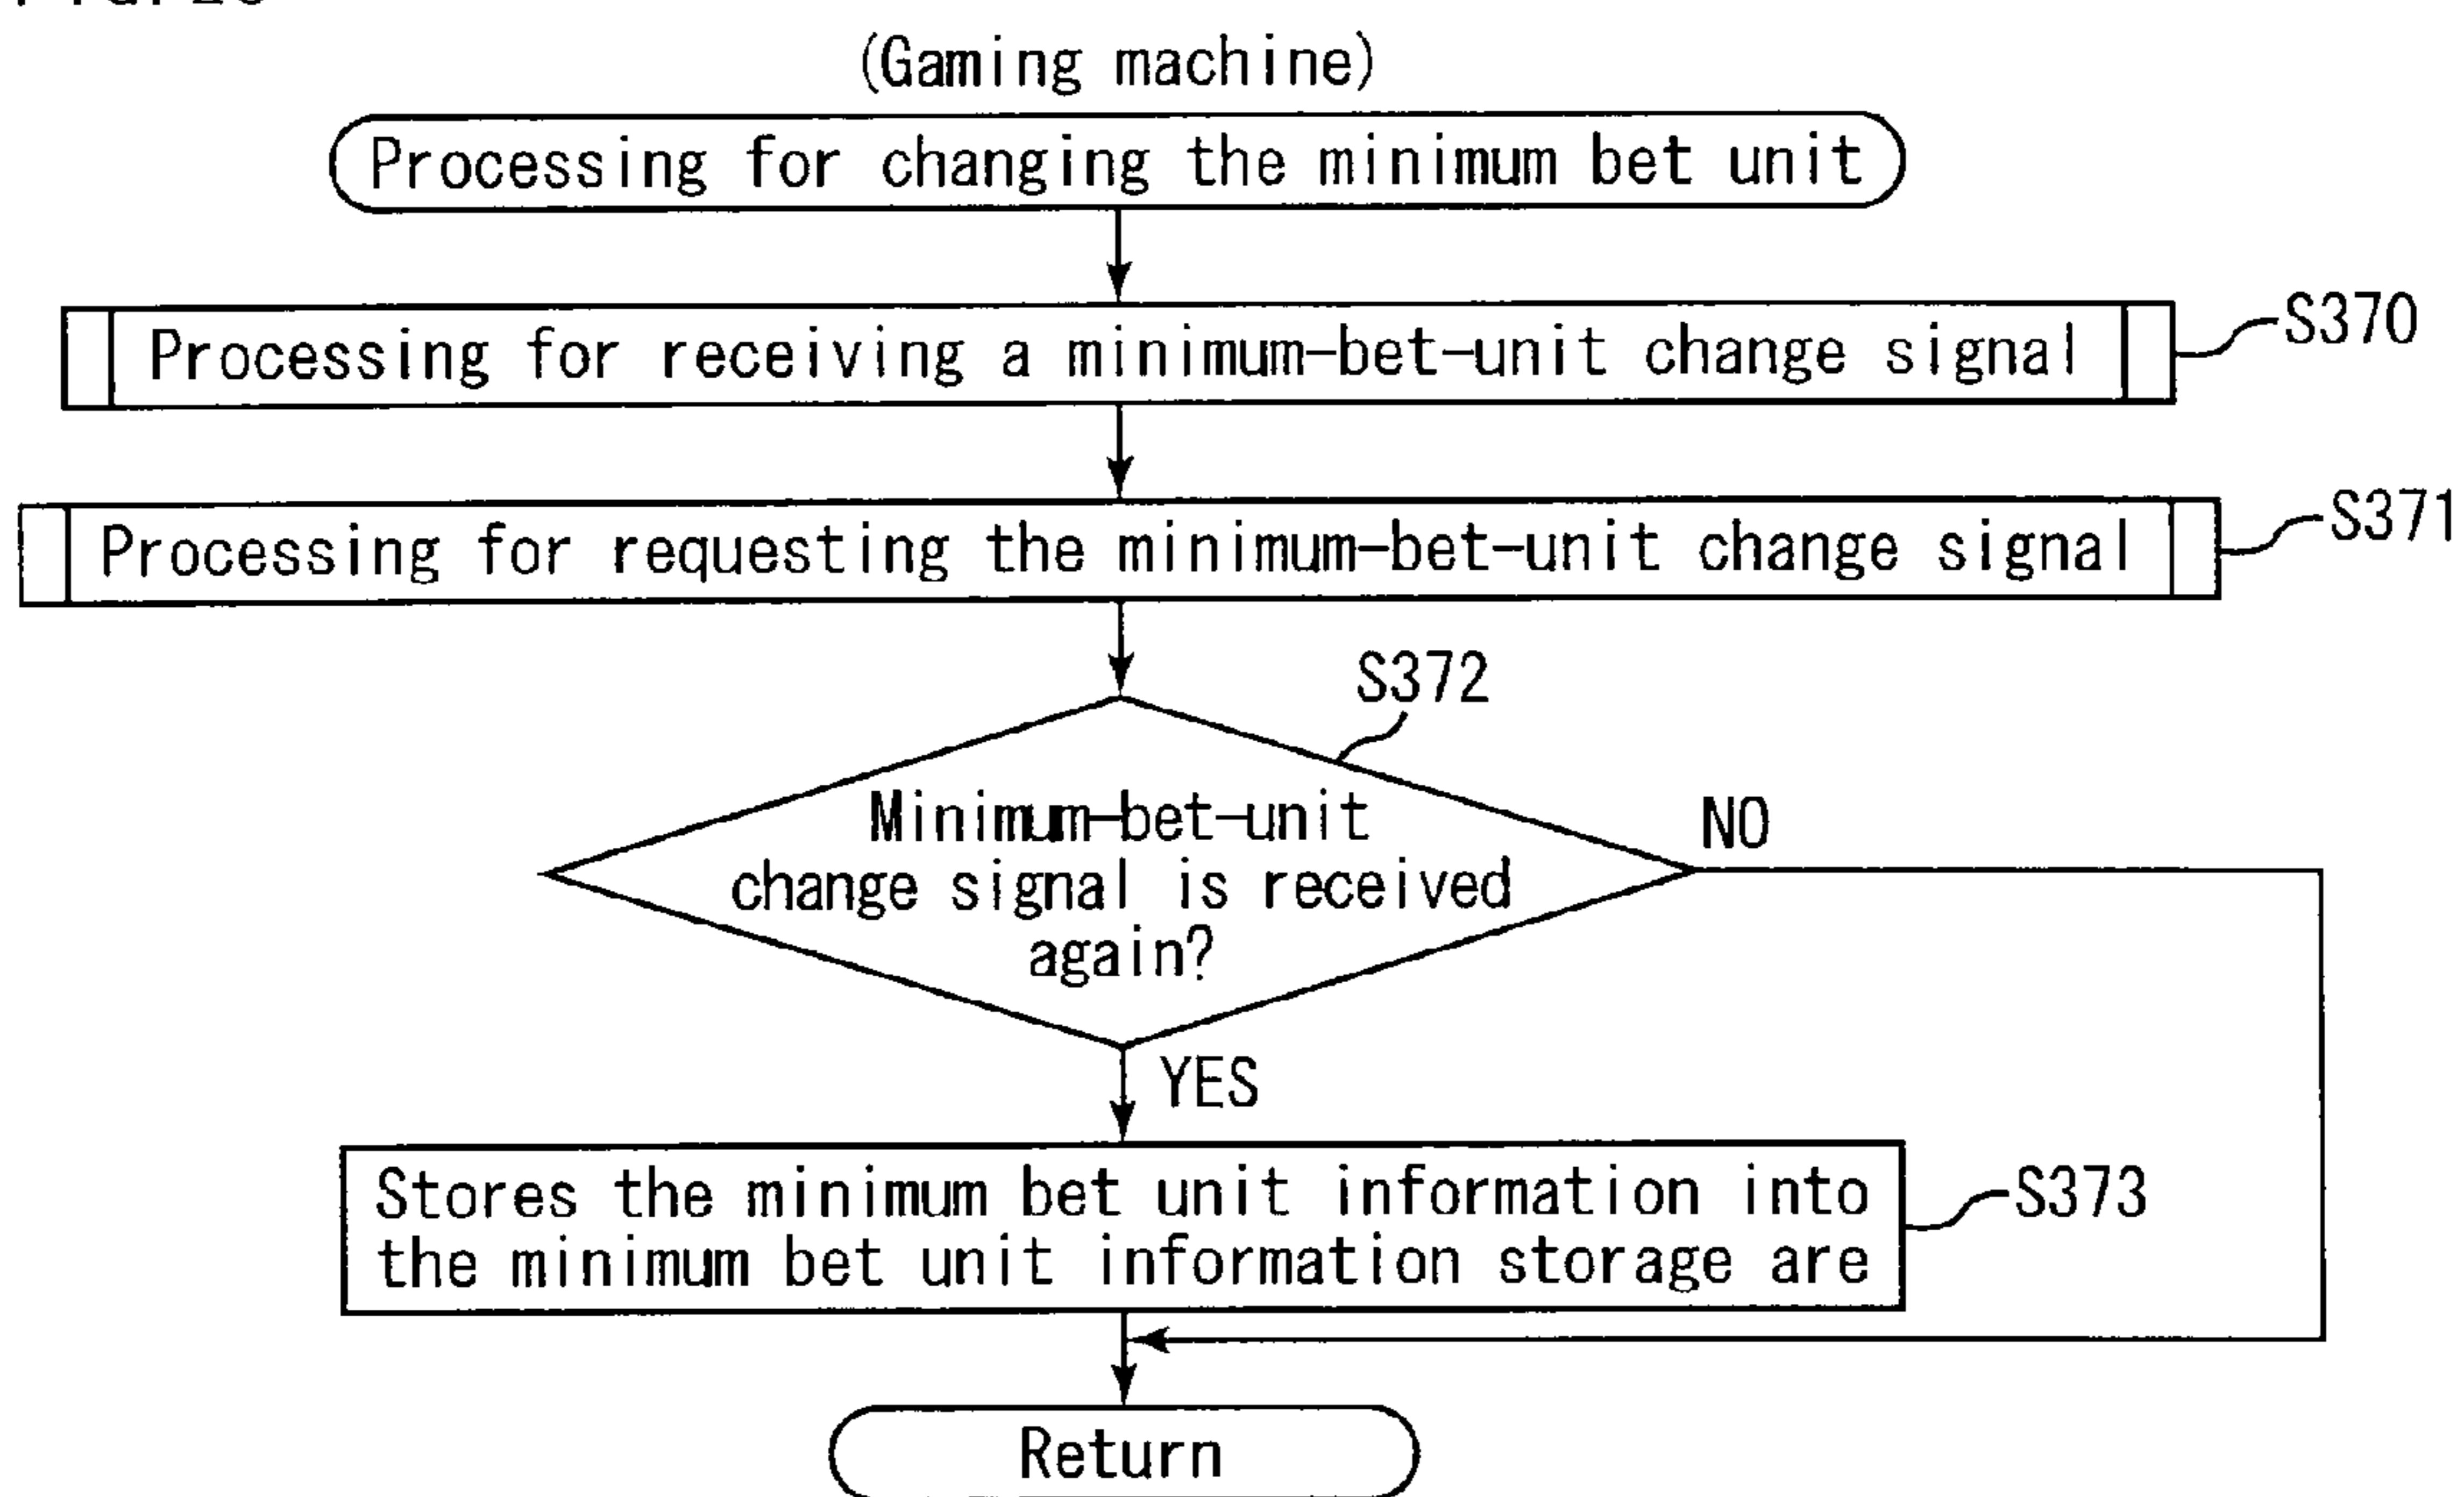 (Gaming machine)
Processing for changing the minimum bet unit
Processing for receiving a minimum-bet-unit change signal
S370
Processing for requesting the minimum-bet-unit change signal
S371
S372
Minimum-bet-unit
change signal is received
again?
NO
YES
Stores the minimum bet unit information into
the minimum bet unit information storage are
S373
Return